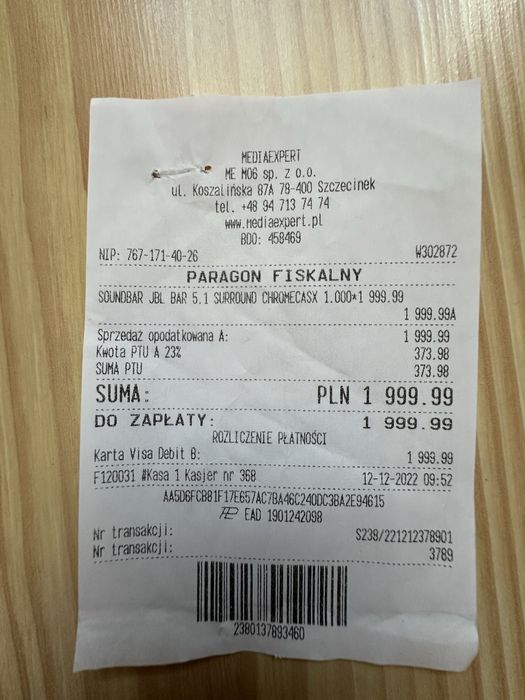 MEDIAEXPERT
ME M06 sp. z o.o.
ul. Koszalińska 87A 78-400 Szczecinek
tel. +48 94 713 74 74
www.mediaexpert.pl
BDO: 458469
NIP: 767-171-40-26 W302872
PARAGON FISKALNY
SOUNDBAR JBL BAR 5.1 SURROUND CHROMECASX 1.000*1 999.99
1 999.99A
Sprzedaż opodatkowana A: 1 999.99
Kwota PTU A 23% 373.98
SUMA PTU 373.98
SUMA: PLN 1 999.99
DO ZAPŁATY: 1 999.99
ROZLICZENIE PŁATNOŚCI
Karta Visa Debit B: 1 999.99
F120031 #Kasa 1 Kasjer nr 368 12-12-2022 09:52
AA5D6FCB81F17E657AC7BA46C240DC3BA2E94615
EAD 1901242098
Nr transakcji: S238/221212378901
Nr transakcji: 3789
2380137893460